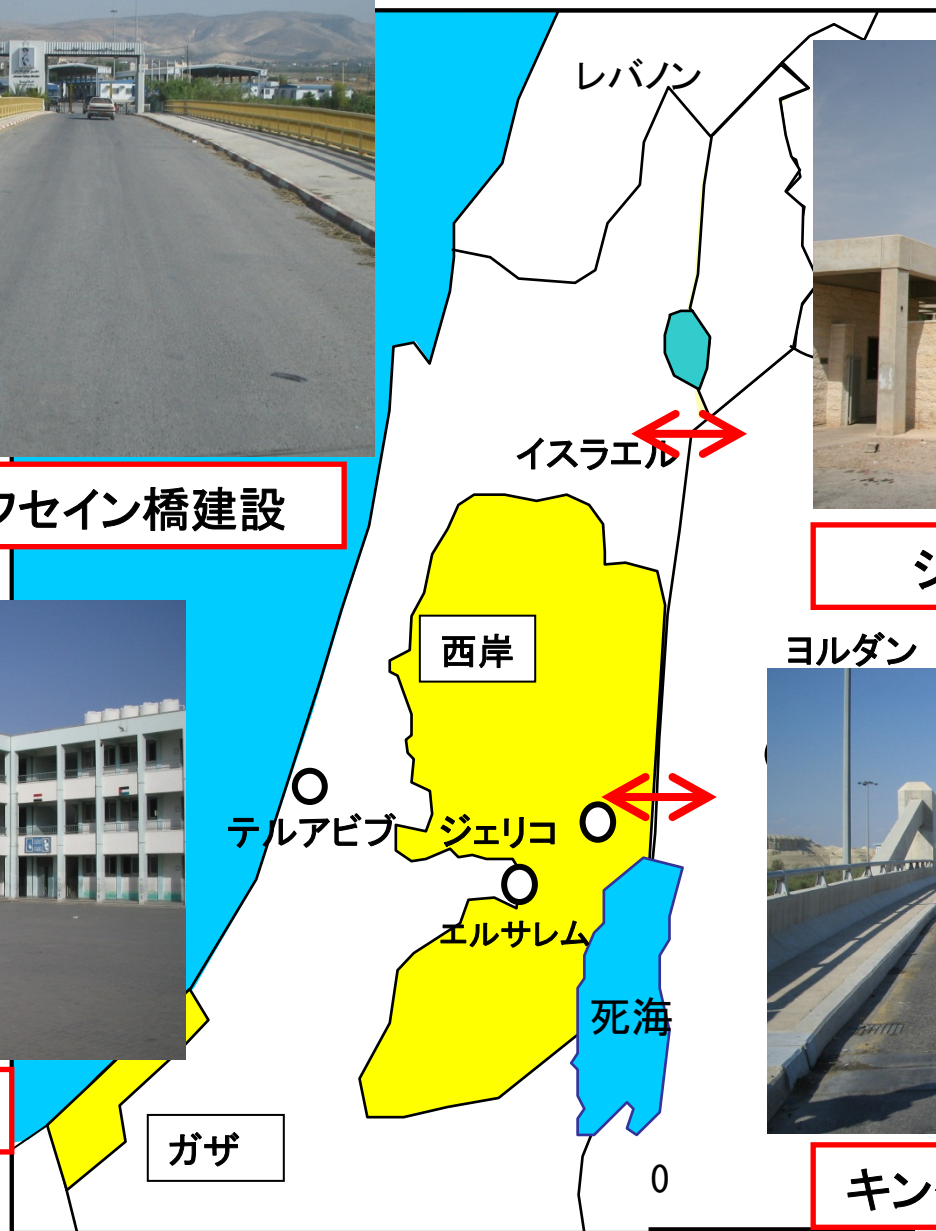 レバノン
イスラエル
フセイン橋建設
西岸
ヨルダン
テルアビブ
ジェリコ
エルサレム
死海
ガザ
0
キン